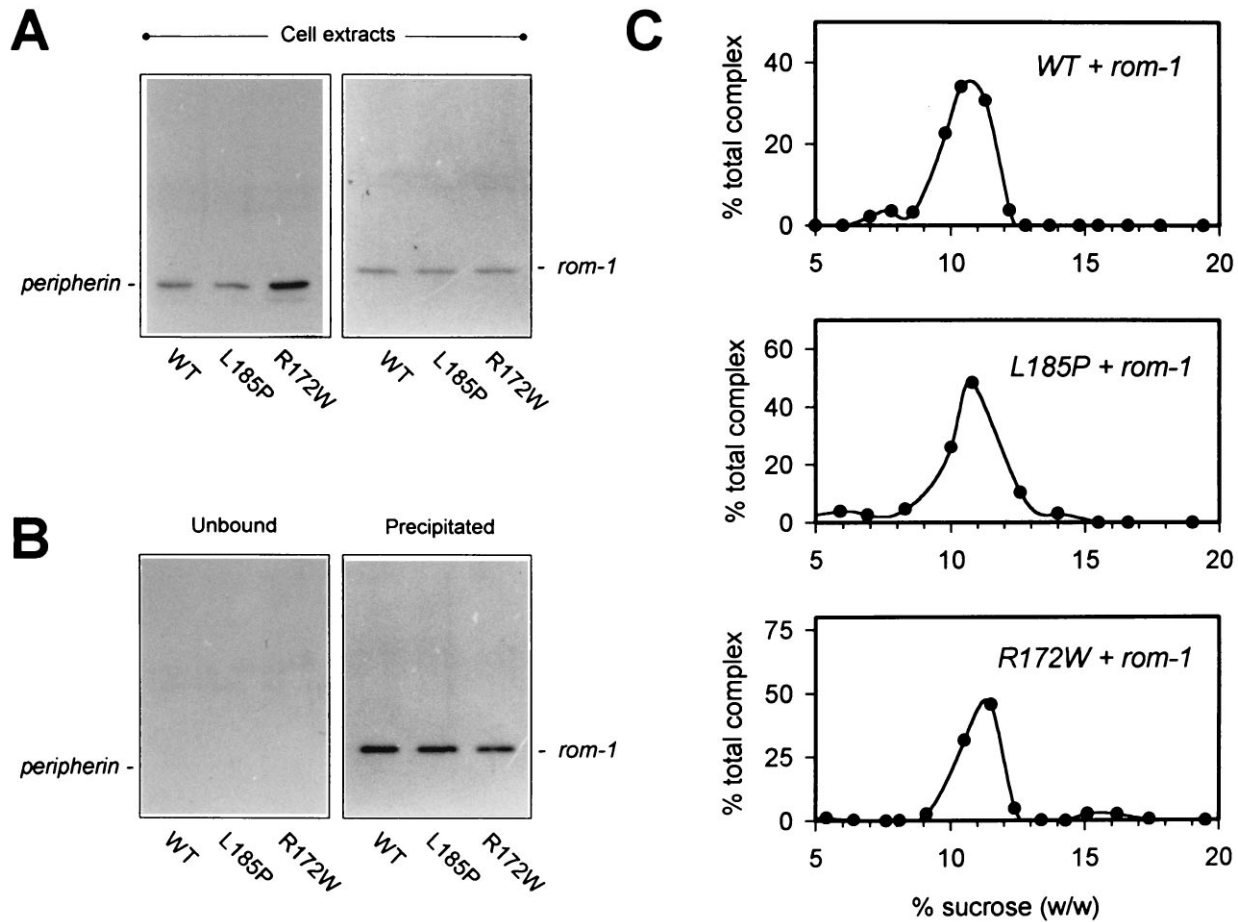 A
Cell extracts
peripherin -
- rom-1
WT
L185P
R172W
WT
L185P
R172W
B
Unbound
Precipitated
peripherin -
- rom-1
WT
L185P
R172W
WT
L185P
R172W
C
WT + rom-1
% total complex
40
20
0
5
10
15
20
L185P + rom-1
% total complex
60
40
20
0
5
10
15
20
R172W + rom-1
% total complex
75
50
25
0
5
10
15
20
% sucrose (w/w)